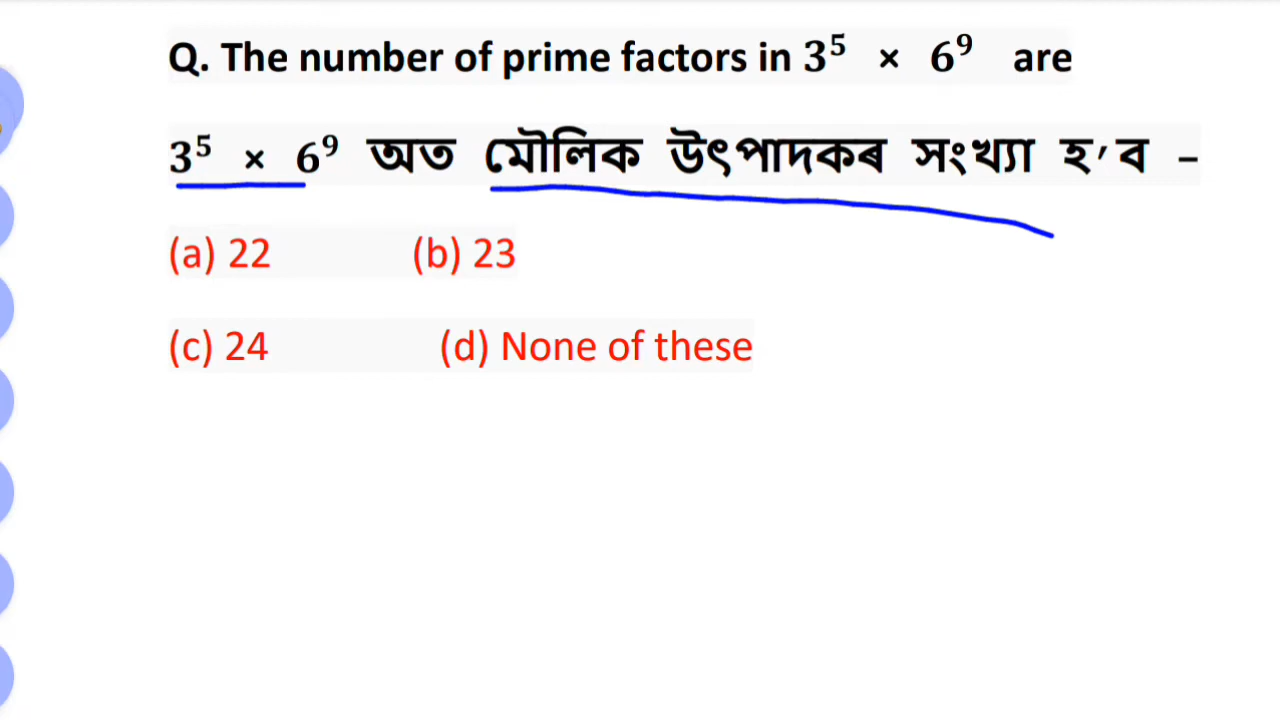 Q. The number of prime factors in 3⁵ × 6⁹ are
3⁵ × 6⁹ অত মৌলিক উৎপাদকৰ সংখ্যা হ’ব –
(a) 22 (b) 23
(c) 24 (d) None of these